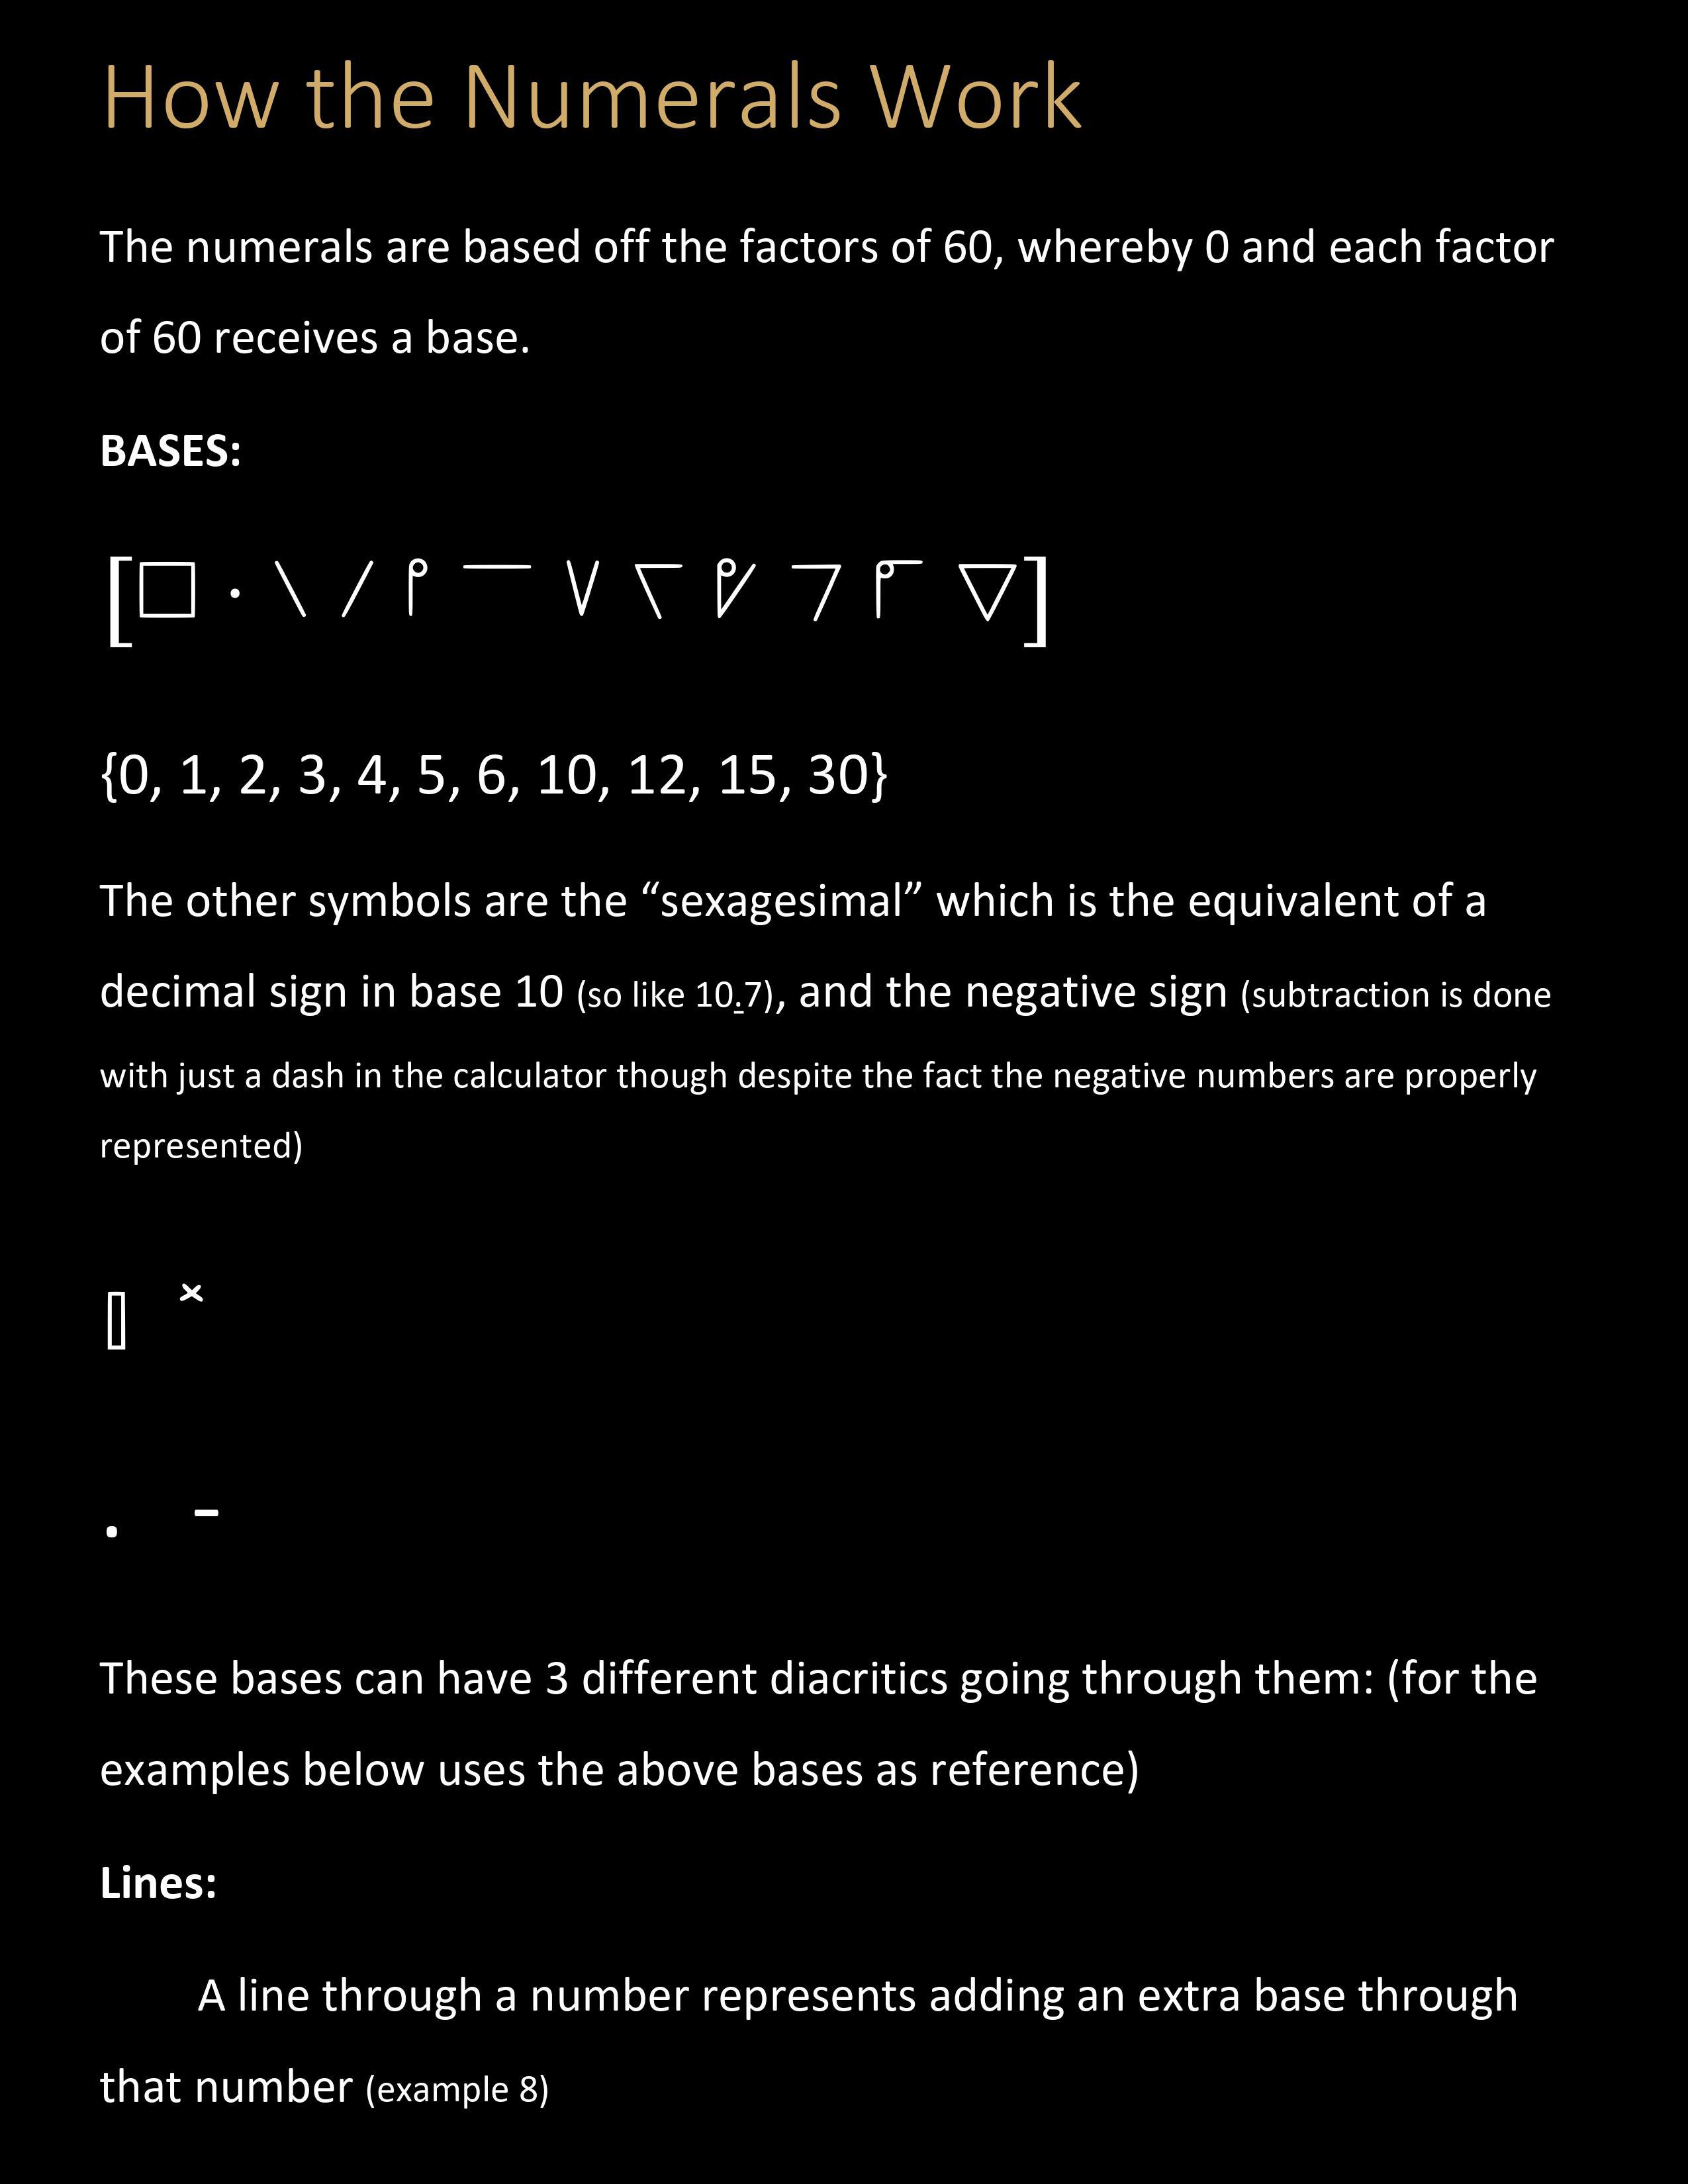 How the Numerals Work
The numerals are based off the factors of 60, whereby 0 and each factor
of 60 receives a base.
BASES:
{0, 1, 2, 3, 4, 5, 6, 10, 12, 15, 30}
The other symbols are the “sexagesimal” which is the equivalent of a
decimal sign in base 10 (so like 10.7), and the negative sign (subtraction is done
with just a dash in the calculator though despite the fact the negative numbers are properly
represented)
. -
These bases can have 3 different diacritics going through them: (for the
examples below uses the above bases as reference)
Lines:
A line through a number represents adding an extra base through
that number (example 8)